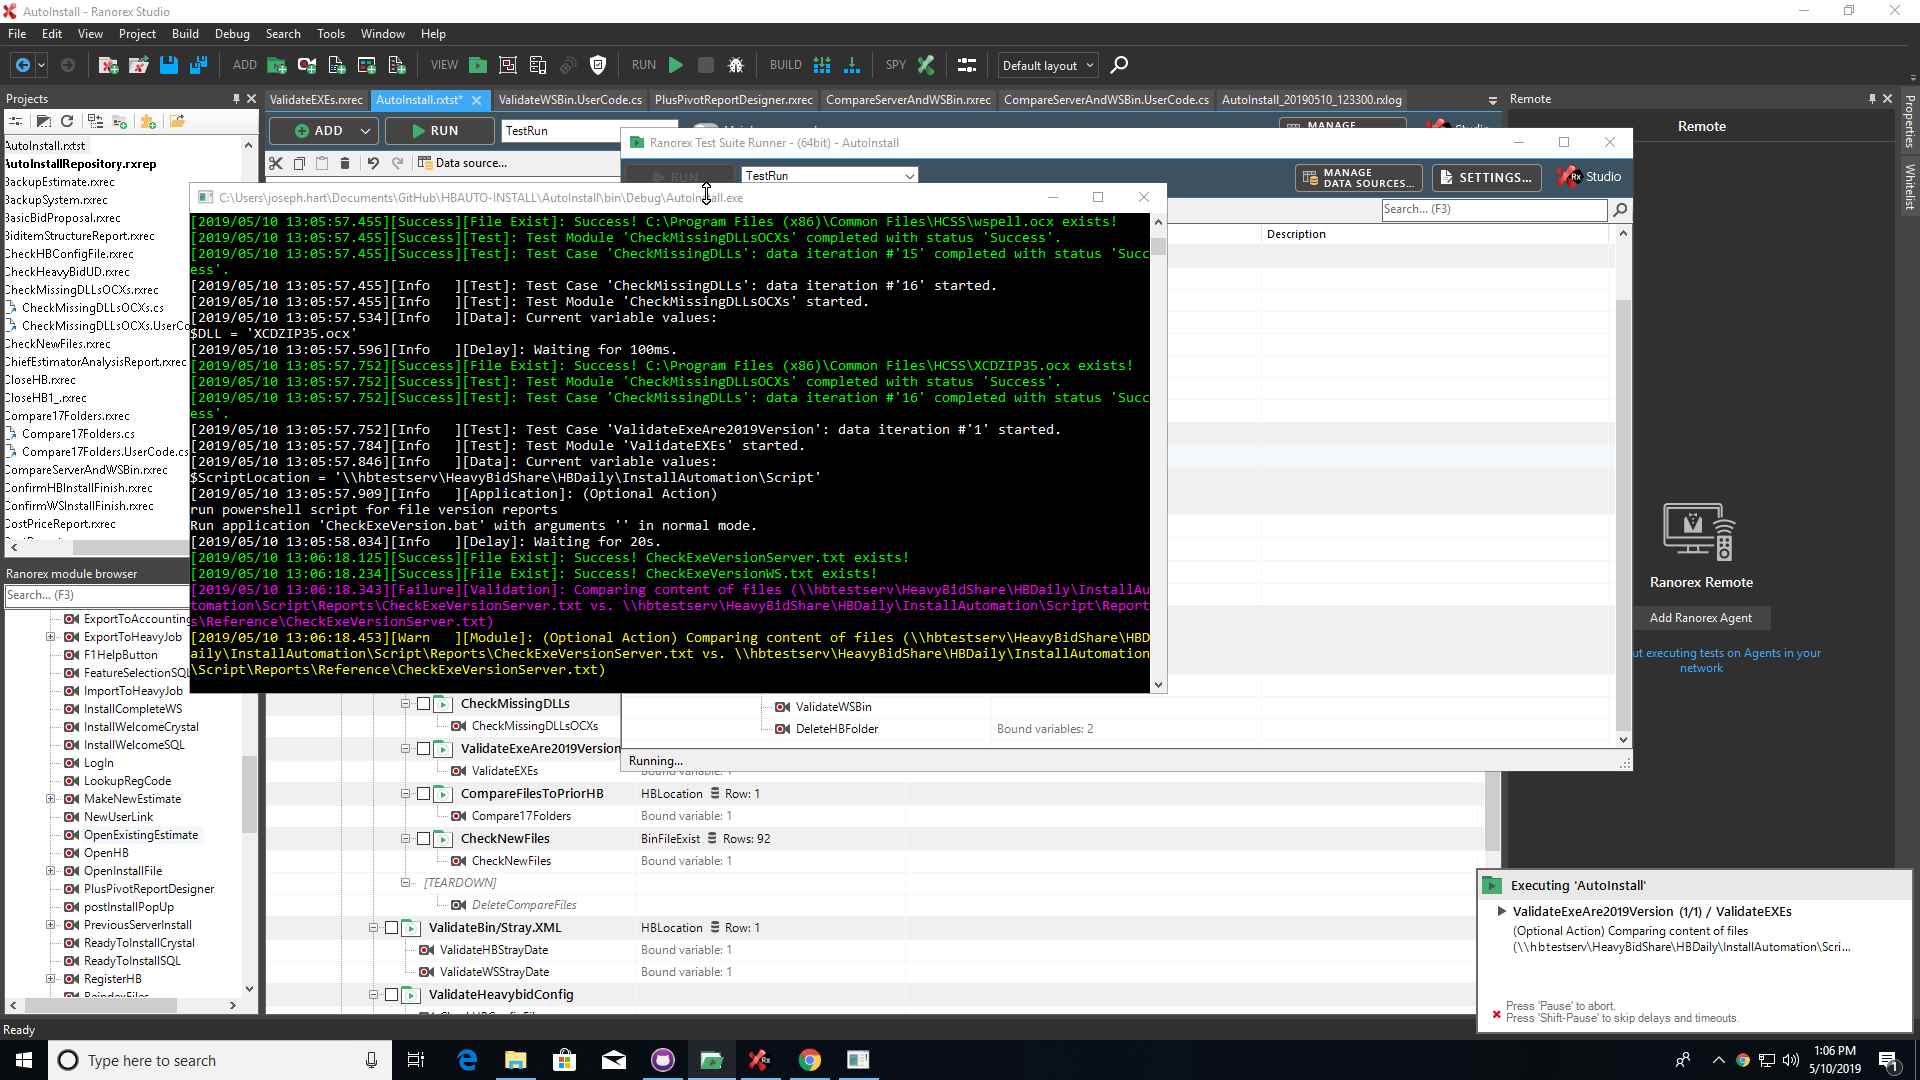 AutoInstall - Ranorex Studio
File Edit View Project Build Debug Search Tools Window Help
ADD VIEW RUN BUILD SPY Default layout
Projects
ValidateEXEs.rxrec AutoInstall.rxtst* ValidateWSBin.UserCode.cs PlusPivotReportDesigner.rxrec CompareServerAndWSBin.rxrec CompareServerAndWSBin.UserCode.cs AutoInstall_20190510_123300.rxlog
Remote
Properties
Whitelist
ADD RUN TestRun
MANAGE
Studio
Data source...
Ranorex Test Suite Runner - (64bit) - AutoInstall
RUN TestRun
MANAGE
DATA SOURCES...
SETTINGS...
Studio
Search... (F3)
Description
AutoInstall.rxtst
AutoInstallRepository.rxrep
BackupEstimate.rxrec
BackupSystem.rxrec
BasicBidProposal.rxrec
BiditemStructureReport.rxrec
CheckHBConfigFile.rxrec
CheckHeavyBidUD.rxrec
CheckMissingDLLsOCXs.rxrec
CheckMissingDLLsOCXs.cs
CheckMissingDLLsOCXs.UserCo
CheckNewFiles.rxrec
ChiefEstimatorAnalysisReport.rxrec
CloseHB.rxrec
CloseHB1_.rxrec
Compare17Folders.rxrec
Compare17Folders.cs
Compare17Folders.UserCode.cs
CompareServerAndWSBin.rxrec
ConfirmHBInstallFinish.rxrec
ConfirmWSInstallFinish.rxrec
CostPriceReport.rxrec
C:\Users\joseph.hart\Documents\GitHub\HBAUTO-INSTALL\AutoInstall\bin\Debug\AutoInstall.exe
[2019/05/10 13:05:57.455][Success][File Exist]: Success! C:\Program Files (x86)\Common Files\HCSS\wspell.ocx exists!
[2019/05/10 13:05:57.455][Success][Test]: Test Module 'CheckMissingDLLsOCXs' completed with status 'Success'.
[2019/05/10 13:05:57.455][Success][Test]: Test Case 'CheckMissingDLLs': data iteration #'15' completed with status 'Succ
ess'.
[2019/05/10 13:05:57.455][Info   ][Test]: Test Case 'CheckMissingDLLs': data iteration #'16' started.
[2019/05/10 13:05:57.455][Info   ][Test]: Test Module 'CheckMissingDLLsOCXs' started.
[2019/05/10 13:05:57.534][Info   ][Data]: Current variable values:
$DLL = 'XCDZIP35.ocx'
[2019/05/10 13:05:57.596][Info   ][Delay]: Waiting for 100ms.
[2019/05/10 13:05:57.752][Success][File Exist]: Success! C:\Program Files (x86)\Common Files\HCSS\XCDZIP35.ocx exists!
[2019/05/10 13:05:57.752][Success][Test]: Test Module 'CheckMissingDLLsOCXs' completed with status 'Success'.
[2019/05/10 13:05:57.752][Success][Test]: Test Case 'CheckMissingDLLs': data iteration #'16' completed with status 'Succ
ess'.
[2019/05/10 13:05:57.752][Info   ][Test]: Test Case 'ValidateExeAre2019Version': data iteration #'1' started.
[2019/05/10 13:05:57.784][Info   ][Test]: Test Module 'ValidateEXEs' started.
[2019/05/10 13:05:57.846][Info   ][Data]: Current variable values:
$ScriptLocation = '\\hbtestserv\HeavyBidShare\HBDaily\InstallAutomation\Script'
[2019/05/10 13:05:57.909][Info   ][Application]: (Optional Action)
run powershell script for file version reports
Run application 'CheckExeVersion.bat' with arguments '' in normal mode.
[2019/05/10 13:05:58.034][Info   ][Delay]: Waiting for 20s.
[2019/05/10 13:06:18.125][Success][File Exist]: Success! CheckExeVersionServer.txt exists!
[2019/05/10 13:06:18.234][Success][File Exist]: Success! CheckExeVersionWS.txt exists!
[2019/05/10 13:06:18.343][Failure][Validation]: Comparing content of files (\\hbtestserv\HeavyBidShare\HBDaily\InstallAu
tomation\Script\Reports\CheckExeVersionServer.txt vs. \\hbtestserv\HeavyBidShare\HBDaily\InstallAutomation\Script\Report
s\Reference\CheckExeVersionServer.txt)
[2019/05/10 13:06:18.453][Warn   ][Module]: (Optional Action) Comparing content of files (\\hbtestserv\HeavyBidShare\HBD
aily\InstallAutomation\Script\Reports\CheckExeVersionServer.txt vs. \\hbtestserv\HeavyBidShare\HBDaily\InstallAutomation
\Script\Reports\Reference\CheckExeVersionServer.txt)
Remote
Ranorex Remote
Add Ranorex Agent
ut executing tests on Agents in your
network
Ranorex module browser
Search... (F3)
ExportToAccounting
ExportToHeavyJob
F1HelpButton
FeatureSelectionSQL
ImportToHeavyJob
InstallCompleteWS
InstallWelcomeCrystal
InstallWelcomeSQL
LogIn
LookupRegCode
MakeNewEstimate
NewUserLink
OpenExistingEstimate
OpenHB
OpenInstallFile
PlusPivotReportDesigner
postInstallPopUp
PreviousServerInstall
ReadyToInstallCrystal
ReadyToInstallSQL
RegisterHB
ReindexFiles
CheckMissingDLLs
CheckMissingDLLsOCXs
ValidateExeAre2019Version
ValidateEXEs Bound variable: 1
CompareFilesToPriorHB HBLocation Row: 1
Compare17Folders Bound variable: 1
CheckNewFiles BinFileExist Rows: 92
CheckNewFiles Bound variable: 1
[TEARDOWN]
DeleteCompareFiles
ValidateBin/Stray.XML HBLocation Row: 1
ValidateHBStrayDate Bound variable: 1
ValidateWSStrayDate Bound variable: 1
ValidateHeavybidConfig
ValidateWSBin
DeleteHBFolder Bound variables: 2
Running...
Executing 'AutoInstall'
ValidateExeAre2019Version (1/1) / ValidateEXEs
(Optional Action) Comparing content of files
(\\hbtestserv\HeavyBidShare\HBDaily\InstallAutomation\Scri...
Press 'Pause' to abort.
Press 'Shift-Pause' to skip delays and timeouts.
Ready
Type here to search
1:06 PM
5/10/2019
1